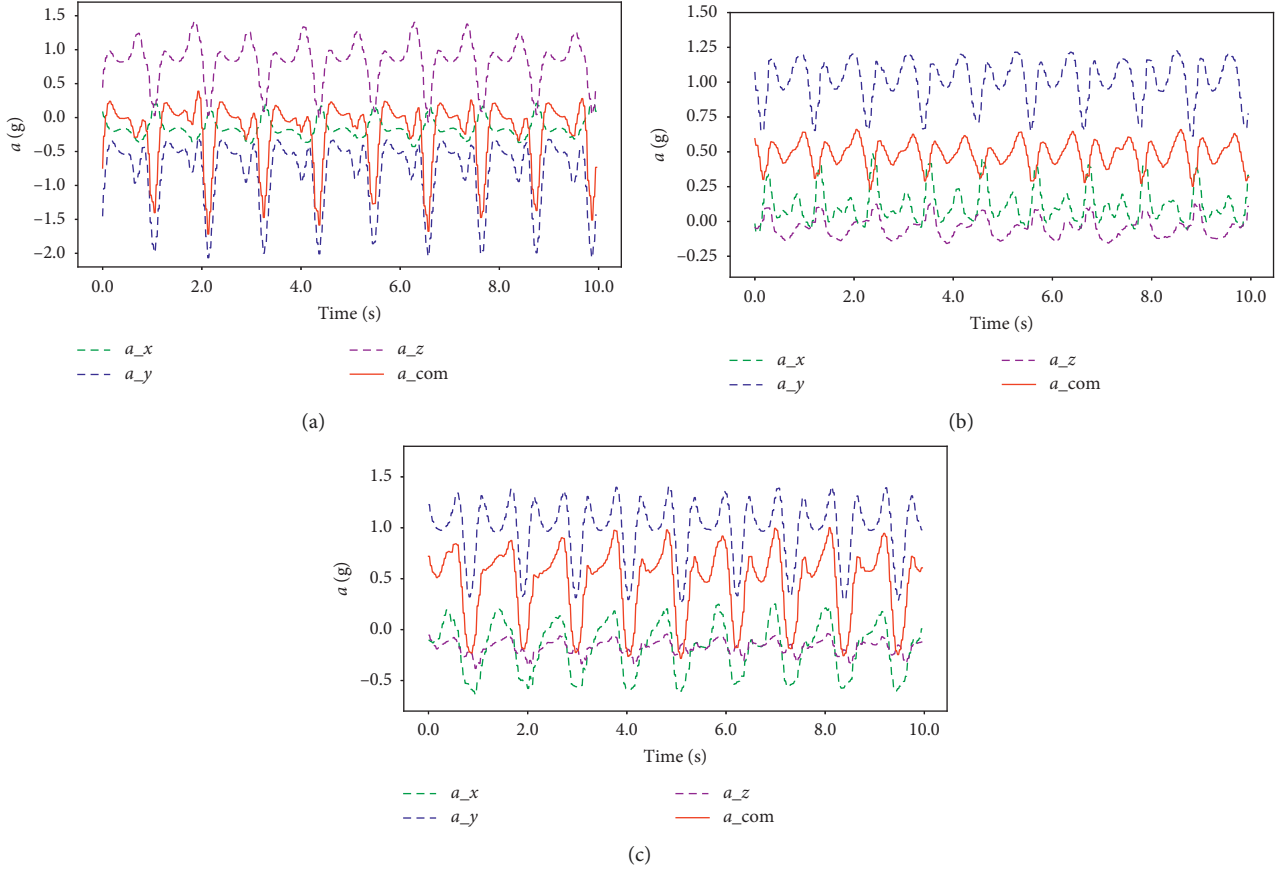 1.5
1.0
0.5
0.0
–0.5
–1.0
–1.5
–2.0
a (g)
0.0 2.0 4.0 6.0 8.0 10.0
Time (s)
a_x a_z
a_y a_com
(a)
1.50
1.25
1.00
0.75
0.50
0.25
0.00
–0.25
a (g)
0.0 2.0 4.0 6.0 8.0 10.0
Time (s)
a_x a_z
a_y a_com
(b)
1.5
1.0
0.5
0.0
–0.5
a (g)
0.0 2.0 4.0 6.0 8.0 10.0
Time (s)
a_x a_z
a_y a_com
(c)